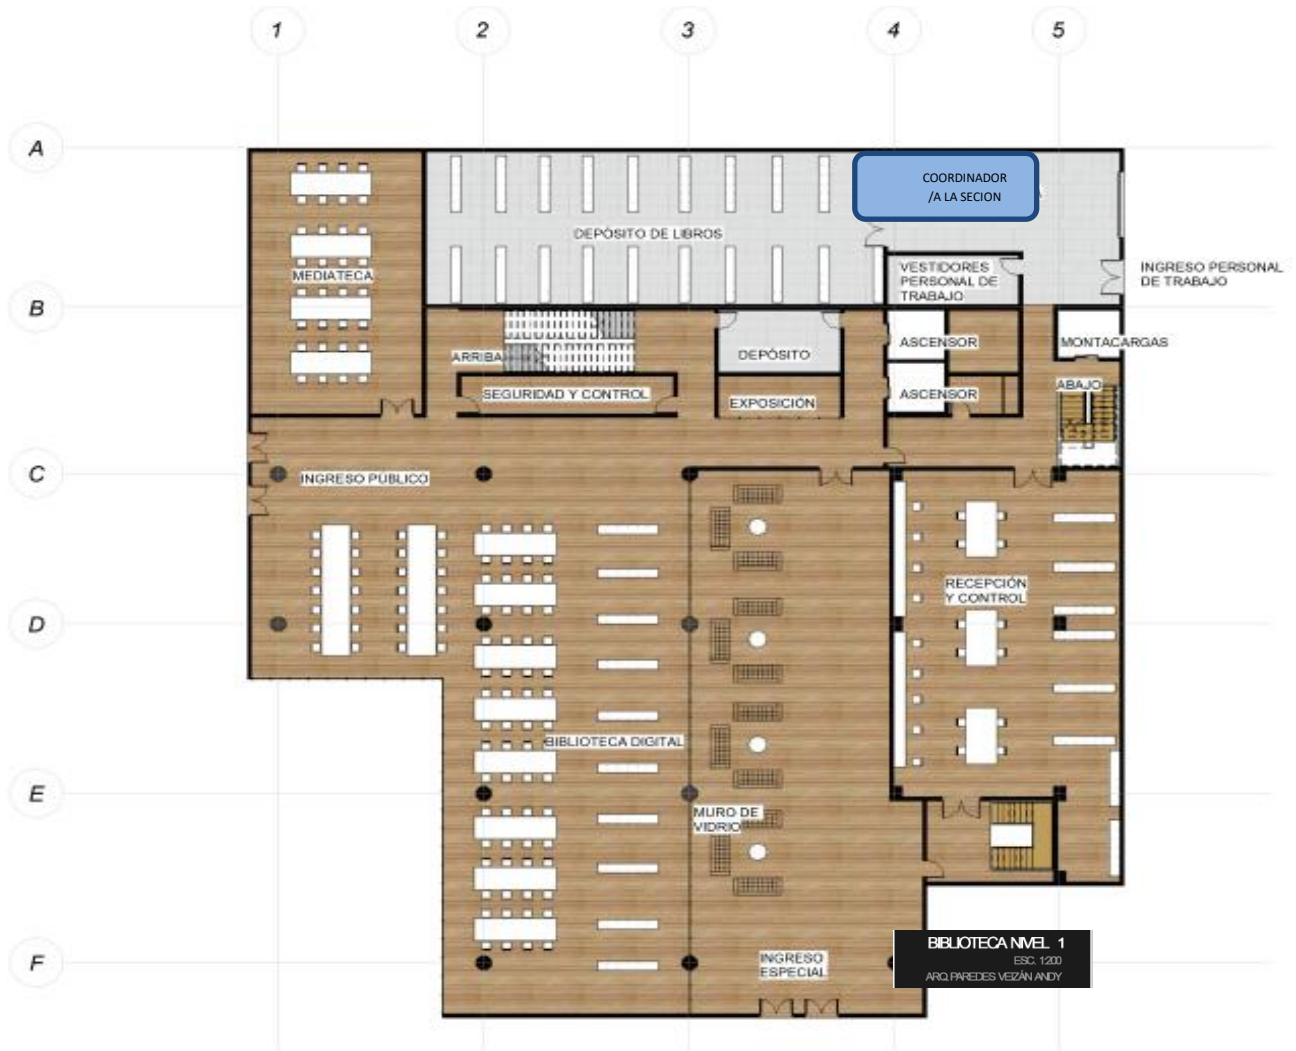 1
2
3
4
5
A
B
C
D
E
F
COORDINADOR
/A LA SECION
DEPÓSITO DE LIBROS
MEDIATECA
VESTIDORES
PERSONAL DE
TRABAJO
INGRESO PERSONAL
DE TRABAJO
ARRIBA
DEPÓSITO
ASCENSOR
MONTACARGAS
SEGURIDAD Y CONTROL
EXPOSICIÓN
ASCENSOR
ABAJO
INGRESO PÚBLICO
RECEPCIÓN
Y CONTROL
BIBLIOTECA DIGITAL
MURO DE
VIDRIO
INGRESO
ESPECIAL
BIBLIOTECA NIVEL 1
ESC. 1:200
ARQ. PAREDES VEIZÁN ANDY